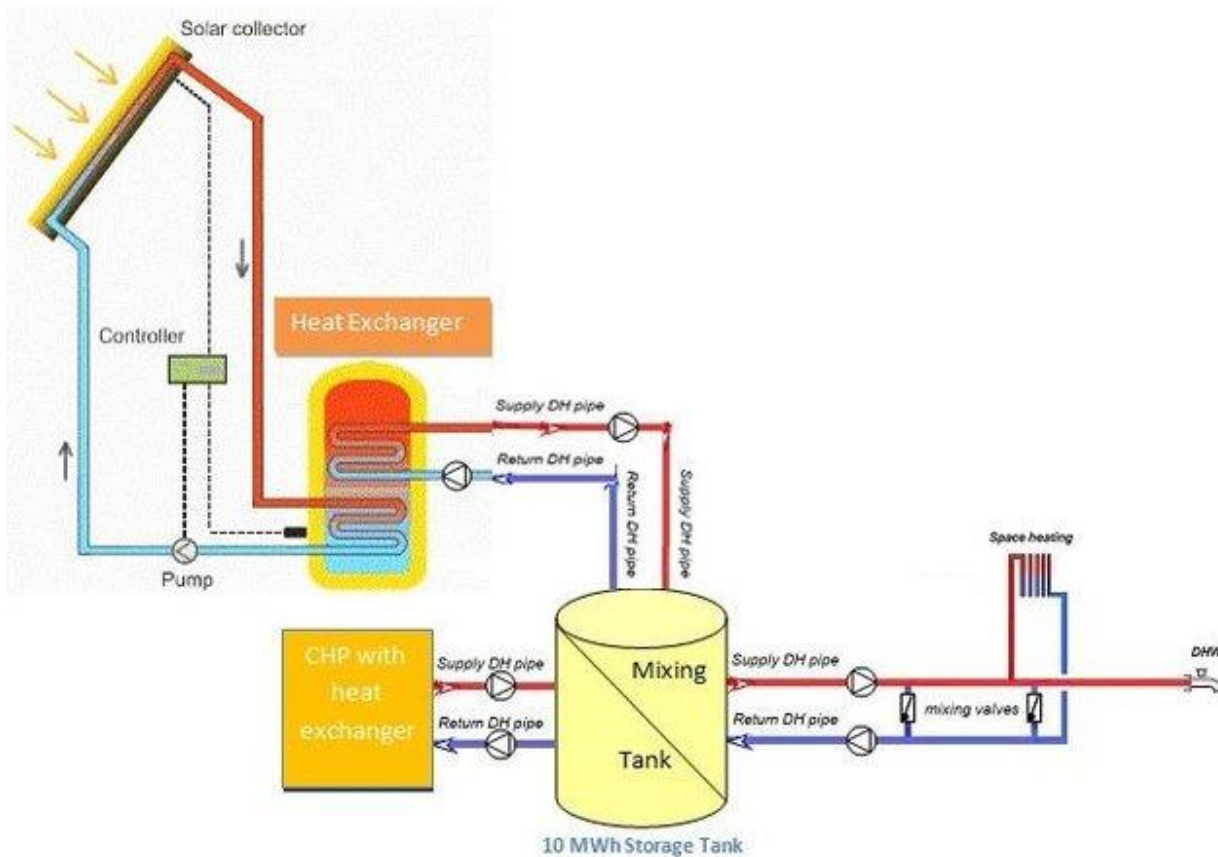 Solar collector
Heat Exchanger
Controller
Supply DH pipe
Return DH pipe
Return DH pipe
Supply DH pipe
Pump
Space heating
CHP with
heat
exchanger
Supply DH pipe
Return DH pipe
Mixing
Tank
Supply DH pipe
Return DH pipe
mixing valves
DHW
10 MWh Storage Tank